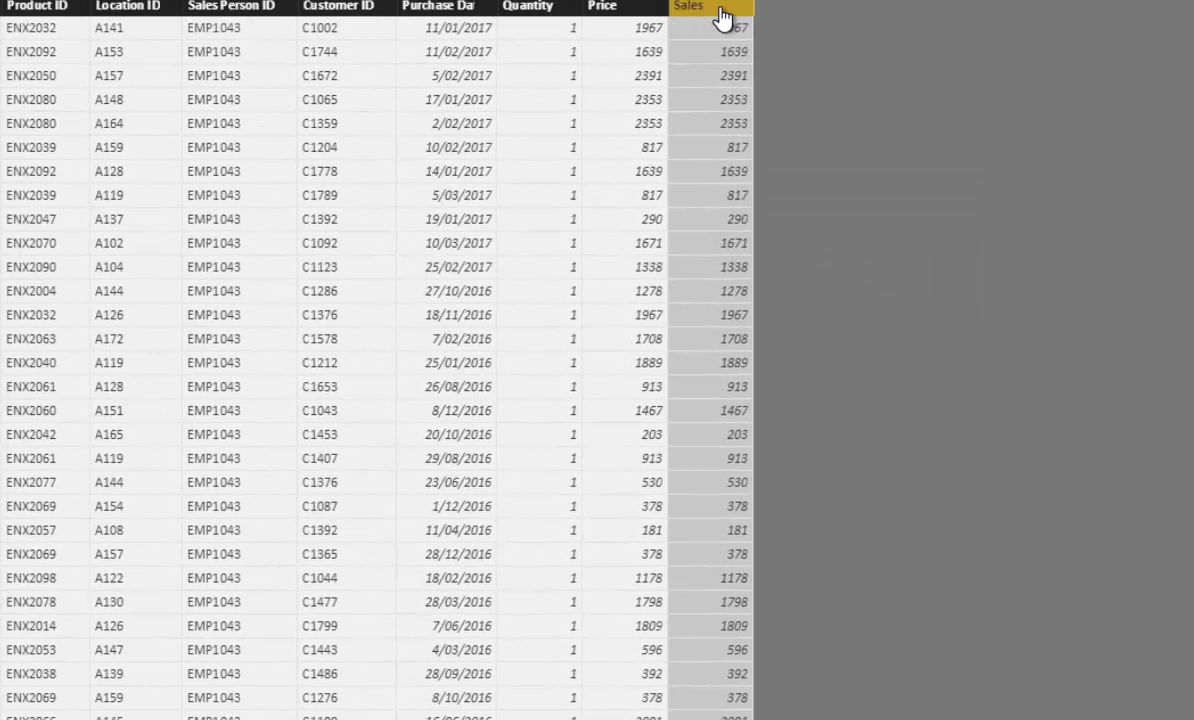 Product ID Location ID Sales Person ID Customer ID Purchase Da Quantity Price Sales
ENX2032 A141 EMP1043 C1002 11/01/2017 1 1967 67
ENX2092 A153 EMP1043 C1744 11/02/2017 1 1639 1639
ENX2050 A157 EMP1043 C1672 5/02/2017 1 2391 2391
ENX2080 A148 EMP1043 C1065 17/01/2017 1 2353 2353
ENX2080 A164 EMP1043 C1359 2/02/2017 1 2353 2353
ENX2039 A159 EMP1043 C1204 10/02/2017 1 817 817
ENX2092 A128 EMP1043 C1778 14/01/2017 1 1639 1639
ENX2039 A119 EMP1043 C1789 5/03/2017 1 817 817
ENX2047 A137 EMP1043 C1392 19/01/2017 1 290 290
ENX2070 A102 EMP1043 C1092 10/03/2017 1 1671 1671
ENX2090 A104 EMP1043 C1123 25/02/2017 1 1338 1338
ENX2004 A144 EMP1043 C1286 27/10/2016 1 1278 1278
ENX2032 A126 EMP1043 C1376 18/11/2016 1 1967 1967
ENX2063 A172 EMP1043 C1578 7/02/2016 1 1708 1708
ENX2040 A119 EMP1043 C1212 25/01/2016 1 1889 1889
ENX2061 A128 EMP1043 C1653 26/08/2016 1 913 913
ENX2060 A151 EMP1043 C1043 8/12/2016 1 1467 1467
ENX2042 A165 EMP1043 C1453 20/10/2016 1 203 203
ENX2061 A119 EMP1043 C1407 29/08/2016 1 913 913
ENX2077 A144 EMP1043 C1376 23/06/2016 1 530 530
ENX2069 A154 EMP1043 C1087 1/12/2016 1 378 378
ENX2057 A108 EMP1043 C1392 11/04/2016 1 181 181
ENX2069 A157 EMP1043 C1365 28/12/2016 1 378 378
ENX2098 A122 EMP1043 C1044 18/02/2016 1 1178 1178
ENX2078 A130 EMP1043 C1477 28/03/2016 1 1798 1798
ENX2014 A126 EMP1043 C1799 7/06/2016 1 1809 1809
ENX2053 A147 EMP1043 C1443 4/03/2016 1 596 596
ENX2038 A139 EMP1043 C1486 28/09/2016 1 392 392
ENX2069 A159 EMP1043 C1276 8/10/2016 1 378 378